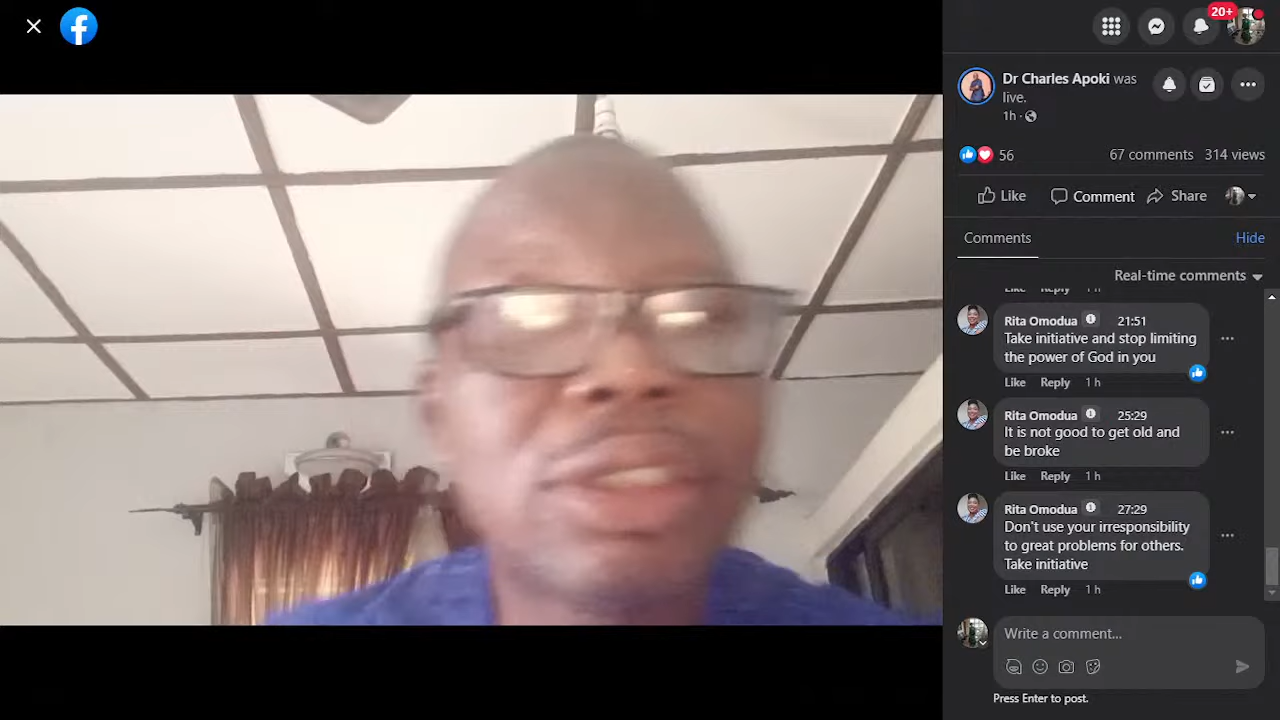 20+
Dr Charles Apoki was
live.
1h ·
56 67 comments 314 views
Like Comment Share
Comments Hide
Real-time comments
Like Reply 1 h
Rita Omodua 21:51
Take initiative and stop limiting
the power of God in you
Like Reply 1 h
Rita Omodua 25:29
It is not good to get old and
be broke
Like Reply 1 h
Rita Omodua 27:29
Don't use your irresponsibility
to great problems for others.
Take initiative
Like Reply 1 h
Write a comment...
Press Enter to post.